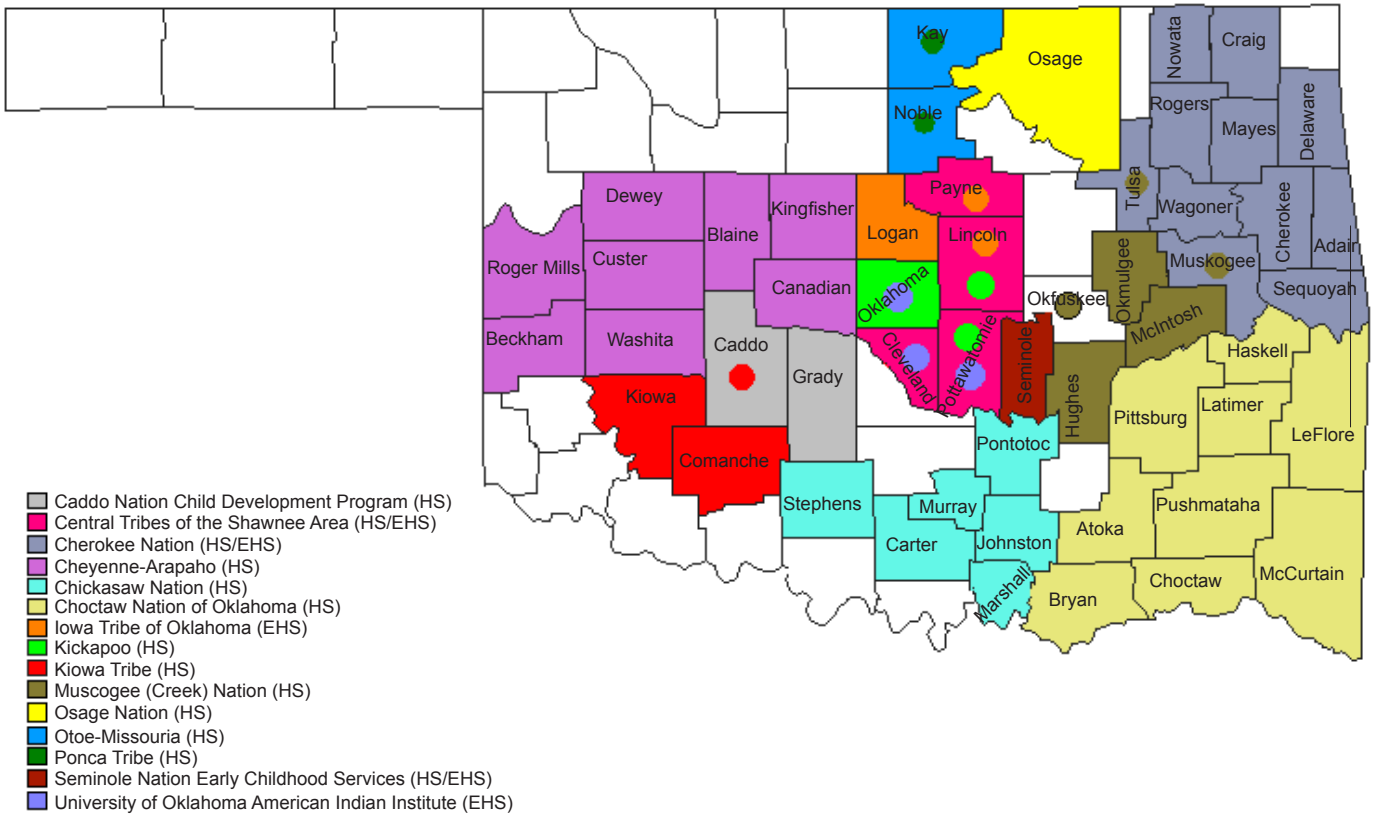 Kay
Osage
Nowata
Craig
Noble
Rogers
Mayes
Delaware
Dewey
Blaine
Kingfisher
Payne
Tulsa
Wagoner
Cherokee
Adair
Logan
Lincoln
Roger Mills
Custer
Canadian
Oklahoma
Okfuskee
Okmulgee
Muskogee
Sequoyah
McIntosh
Beckham
Washita
Caddo
Grady
Cleveland
Pottawatomie
Seminole
Hughes
Haskell
Kiowa
Pittsburg
Latimer
LeFlore
Comanche
Pontotoc
Stephens
Murray
Atoka
Pushmataha
Carter
Johnston
Marshall
Bryan
Choctaw
McCurtain
Caddo Nation Child Development Program (HS)
Central Tribes of the Shawnee Area (HS/EHS)
Cherokee Nation (HS/EHS)
Cheyenne-Arapaho (HS)
Chickasaw Nation (HS)
Choctaw Nation of Oklahoma (HS)
Iowa Tribe of Oklahoma (EHS)
Kickapoo (HS)
Kiowa Tribe (HS)
Muscogee (Creek) Nation (HS)
Osage Nation (HS)
Otoe-Missouria (HS)
Ponca Tribe (HS)
Seminole Nation Early Childhood Services (HS/EHS)
University of Oklahoma American Indian Institute (EHS)